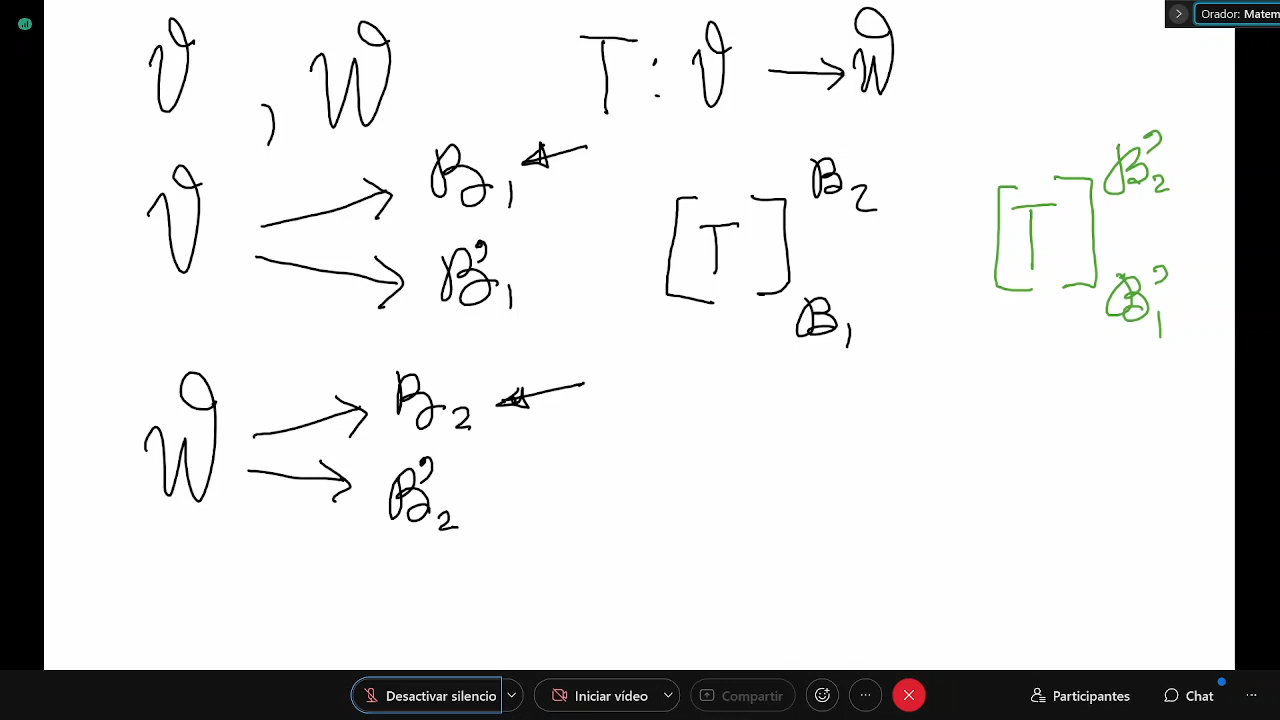 Orador: Matem
V , W T : V → W
V → B₁ ←
[T]
B₂
B₁
[T]
B'₂
B'₁
→ B'₁
W → B₂ ←
→ B'₂
Desactivar silencio
Iniciar vídeo
Compartir
Participantes
Chat